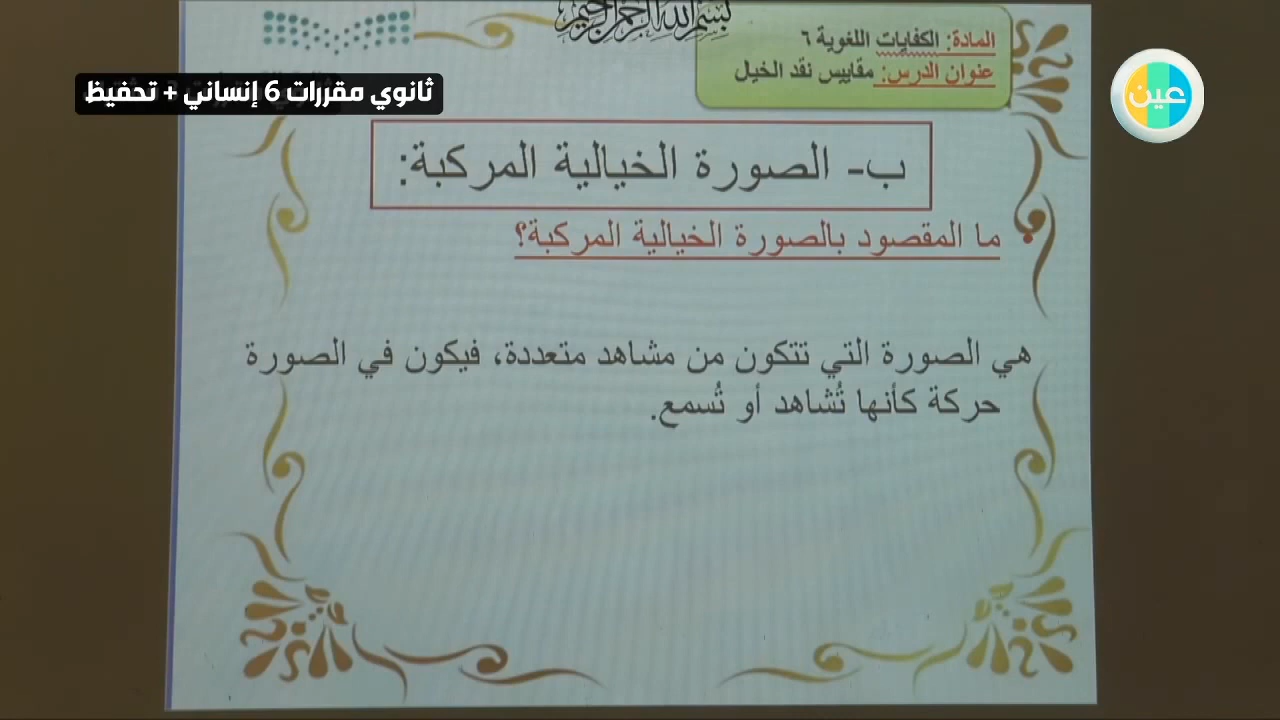 بسم الله الرحمن الرحيم
المادة: الكفايات اللغوية ٦
عنوان الدرس: مقاييس نقد الخيل
ثانوي مقررات 6 إنساني + تحفيظ
عين
ب- الصورة الخيالية المركبة:
ما المقصود بالصورة الخيالية المركبة؟
هي الصورة التي تتكون من مشاهد متعددة، فيكون في الصورة
حركة كأنها تُشاهد أو تُسمع.